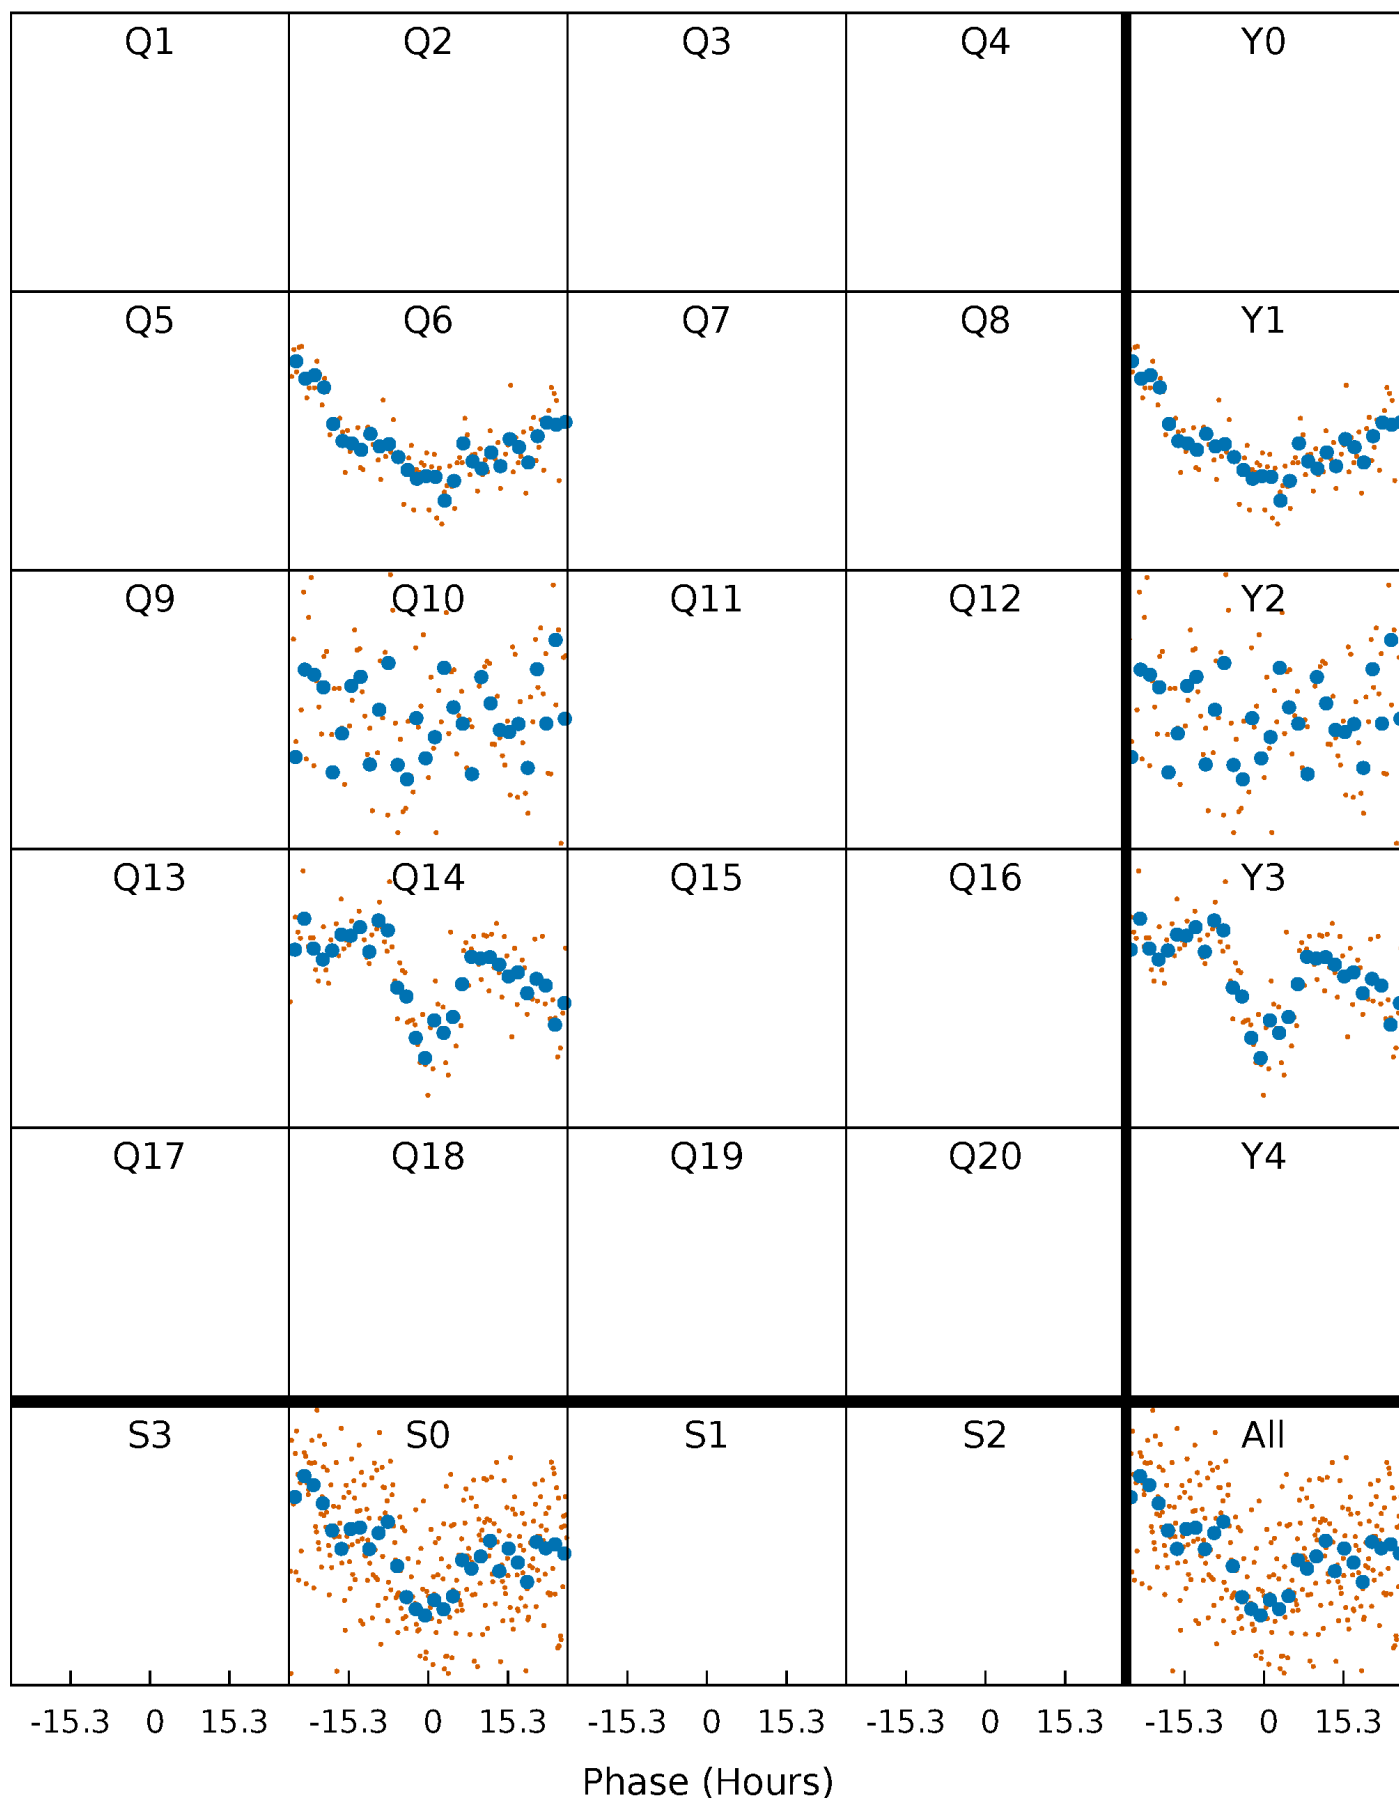 Q1 Q2 Q3 Q4 Y0
Q5 Q6 Q7 Q8 Y1
Q9 Q10 Q11 Q12 Y2
Q13 Q14 Q15 Q16 Y3
Q17 Q18 Q19 Q20 Y4
S3 S0 S1 S2 All
-15.3 0 15.3 -15.3 0 15.3 -15.3 0 15.3 -15.3 0 15.3 -15.3 0 15.3
Phase (Hours)